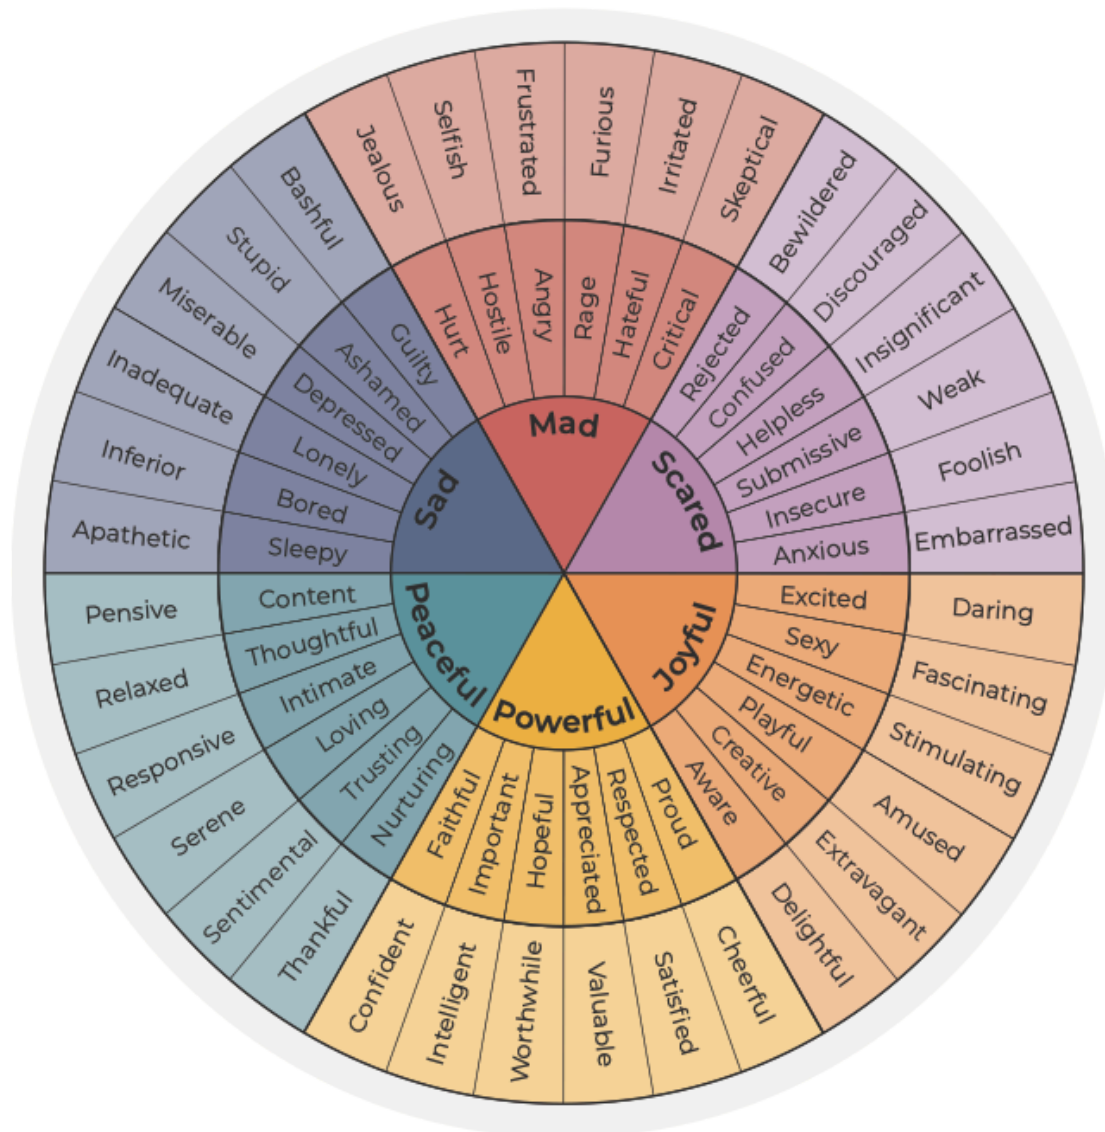 Mad
Hurt
Hostile
Angry
Rage
Hateful
Critical
Jealous
Selfish
Frustrated
Furious
Irritated
Skeptical
Scared
Rejected
Confused
Helpless
Submissive
Insecure
Anxious
Bewildered
Discouraged
Insignificant
Weak
Foolish
Embarrassed
Joyful
Excited
Sexy
Energetic
Playful
Creative
Aware
Daring
Fascinating
Stimulating
Amused
Extravagant
Delightful
Powerful
Proud
Respected
Appreciated
Hopeful
Important
Faithful
Cheerful
Satisfied
Valuable
Worthwhile
Intelligent
Confident
Peaceful
Nurturing
Trusting
Loving
Intimate
Thoughtful
Content
Thankful
Sentimental
Serene
Responsive
Relaxed
Pensive
Sad
Sleepy
Bored
Lonely
Depressed
Ashamed
Guilty
Apathetic
Inferior
Inadequate
Miserable
Stupid
Bashful